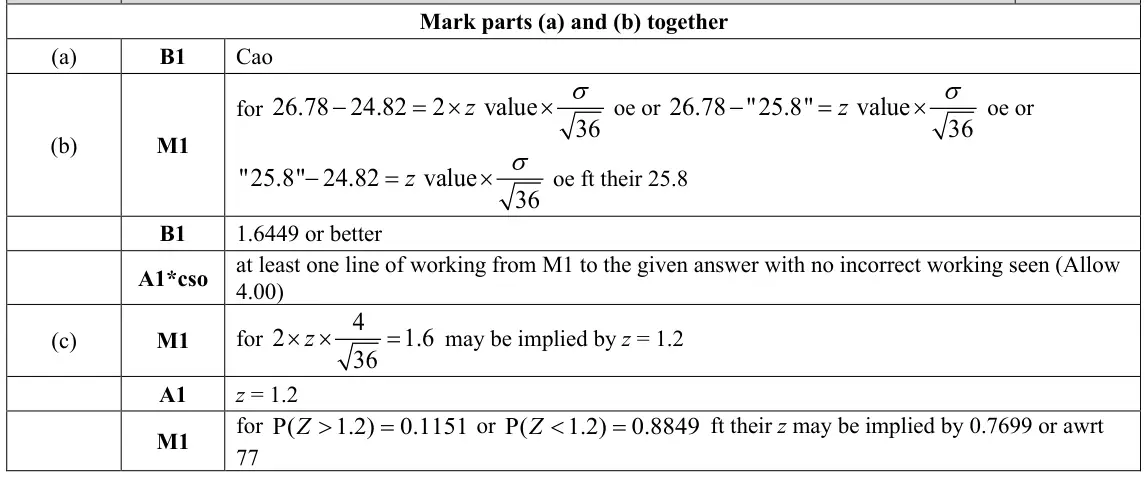 Mark parts (a) and (b) together
(a) B1 Cao
(b) M1 for 26.78 − 24.82 = 2 × z value × σ/√36 oe or 26.78 − "25.8" = z value × σ/√36 oe or
"25.8" − 24.82 = z value × σ/√36 oe ft their 25.8
B1 1.6449 or better
A1*cso at least one line of working from M1 to the given answer with no incorrect working seen (Allow
4.00)
(c) M1 for 2 × z × 4/√36 = 1.6 may be implied by z = 1.2
A1 z = 1.2
M1 for P(Z > 1.2) = 0.1151 or P(Z < 1.2) = 0.8849 ft their z may be implied by 0.7699 or awrt
77